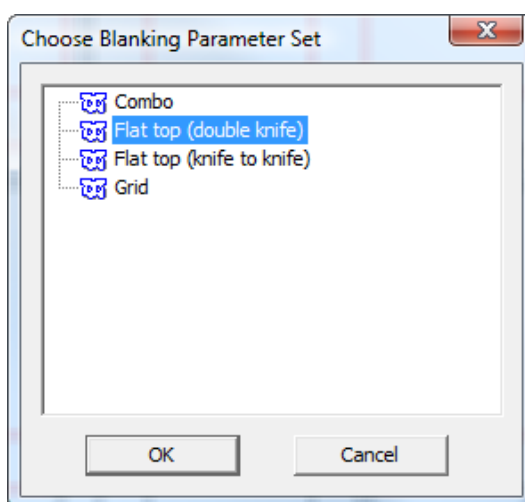 Choose Blanking Parameter Set
Combo
Flat top (double knife)
Flat top (knife to knife)
Grid
OK
Cancel